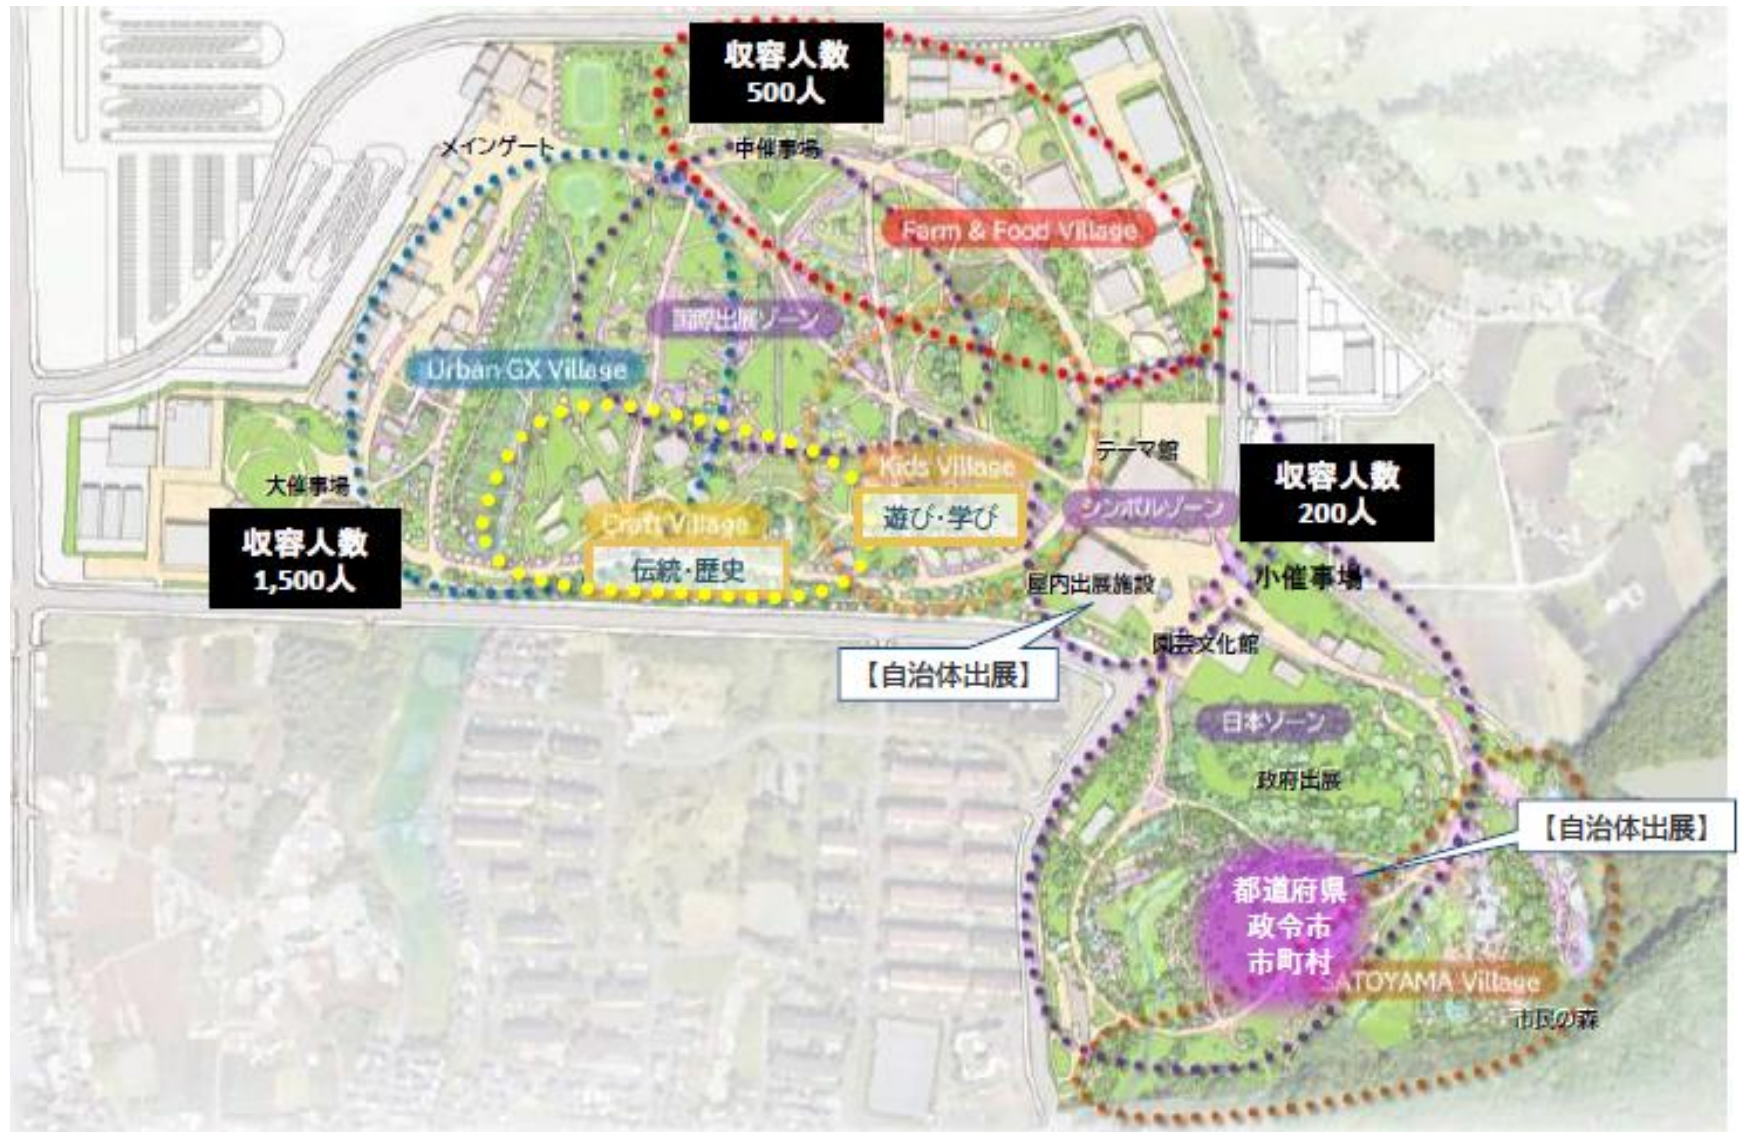 収容人数
500人
メインゲート
中催事場
Farm & Food Village
国際出展ゾーン
Urban GX Village
テーマ館
Kids Village
収容人数
200人
大催事場
シンボルゾーン
遊び・学び
Craft Village
収容人数
1,500人
伝統・歴史
屋内出展施設
小催事場
園芸文化館
【自治体出展】
日本ゾーン
政府出展
【自治体出展】
都道府県
政令市
市町村
SATOYAMA Village
市民の森